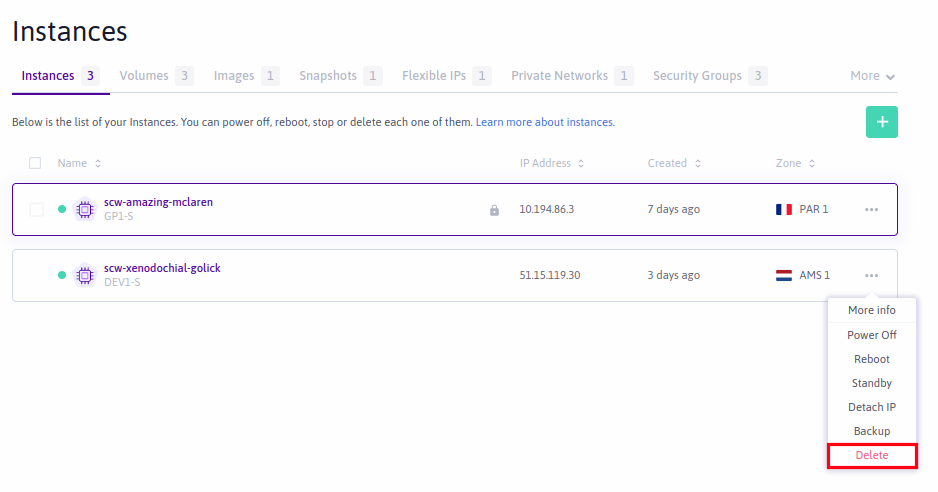 Instances
Instances 3 Volumes 3 Images 1 Snapshots 1 Flexible IPs 1 Private Networks 1 Security Groups 3 More
Below is the list of your Instances. You can power off, reboot, stop or delete each one of them. Learn more about instances.
+
Name IP Address Created Zone
scw-amazing-mclaren 10.194.86.3 7 days ago PAR 1
GP1-S
scw-xenodochial-golick 51.15.119.30 3 days ago AMS 1
DEV1-S
More info
Power Off
Reboot
Standby
Detach IP
Backup
Delete